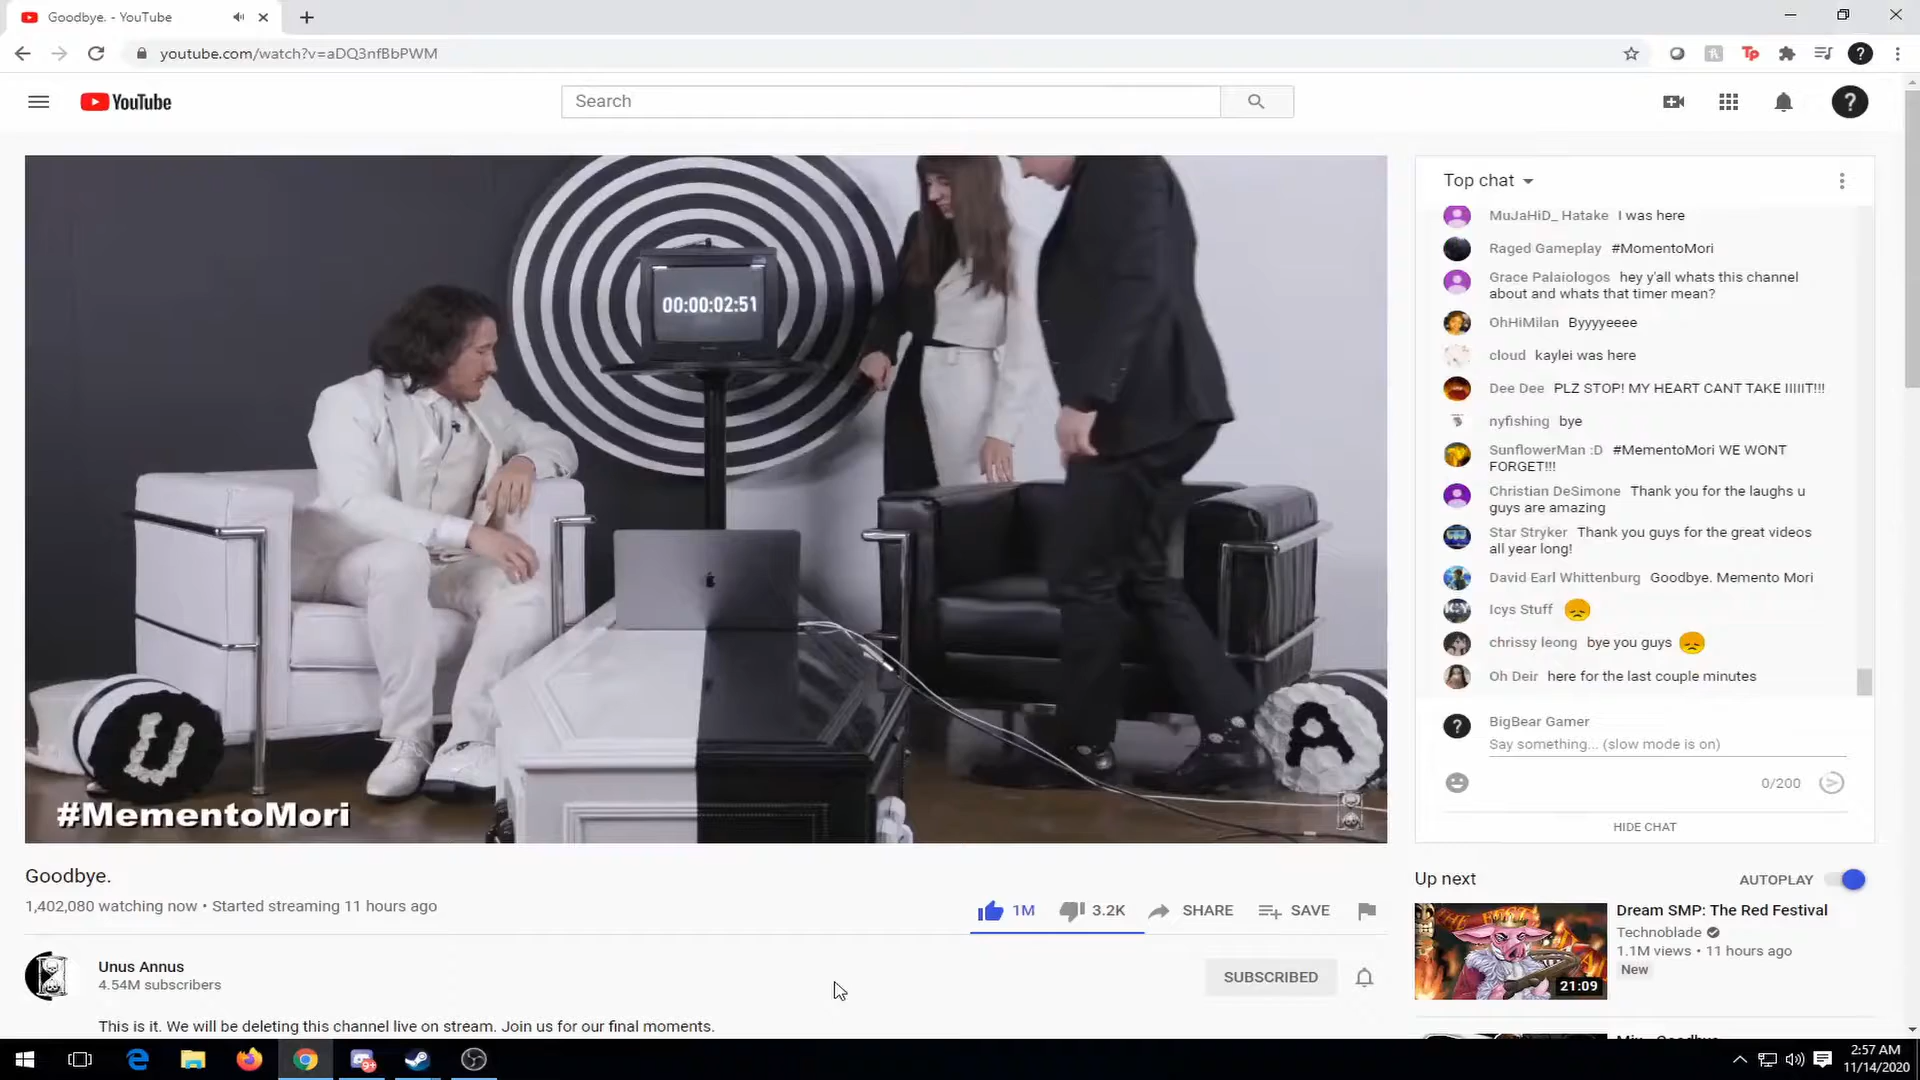 Goodbye. - YouTube
youtube.com/watch?v=aDQ3nfBbPWM
Tp
?
YouTube
Search
?
00:00:02:51
U
A
#MementoMori
Top chat
MuJaHiD_ Hatake I was here
Raged Gameplay #MomentoMori
Grace Palaiologos hey y'all whats this channel
about and whats that timer mean?
OhHiMilan Byyyyeeee
cloud kaylei was here
Dee Dee PLZ STOP! MY HEART CANT TAKE IIIIIT!!!
nyfishing bye
SunflowerMan :D #MementoMori WE WONT
FORGET!!!
Christian DeSimone Thank you for the laughs u
guys are amazing
Star Stryker Thank you guys for the great videos
all year long!
David Earl Whittenburg Goodbye. Memento Mori
Icys Stuff
chrissy leong bye you guys
Oh Deir here for the last couple minutes
? BigBear Gamer
Say something... (slow mode is on)
0/200
HIDE CHAT
Goodbye.
1,402,080 watching now • Started streaming 11 hours ago
1M 3.2K SHARE SAVE
Unus Annus
4.54M subscribers
SUBSCRIBED
This is it. We will be deleting this channel live on stream. Join us for our final moments.
Up next
AUTOPLAY
Dream SMP: The Red Festival
Technoblade
1.1M views • 11 hours ago
New
21:09
9+
2:57 AM
11/14/2020